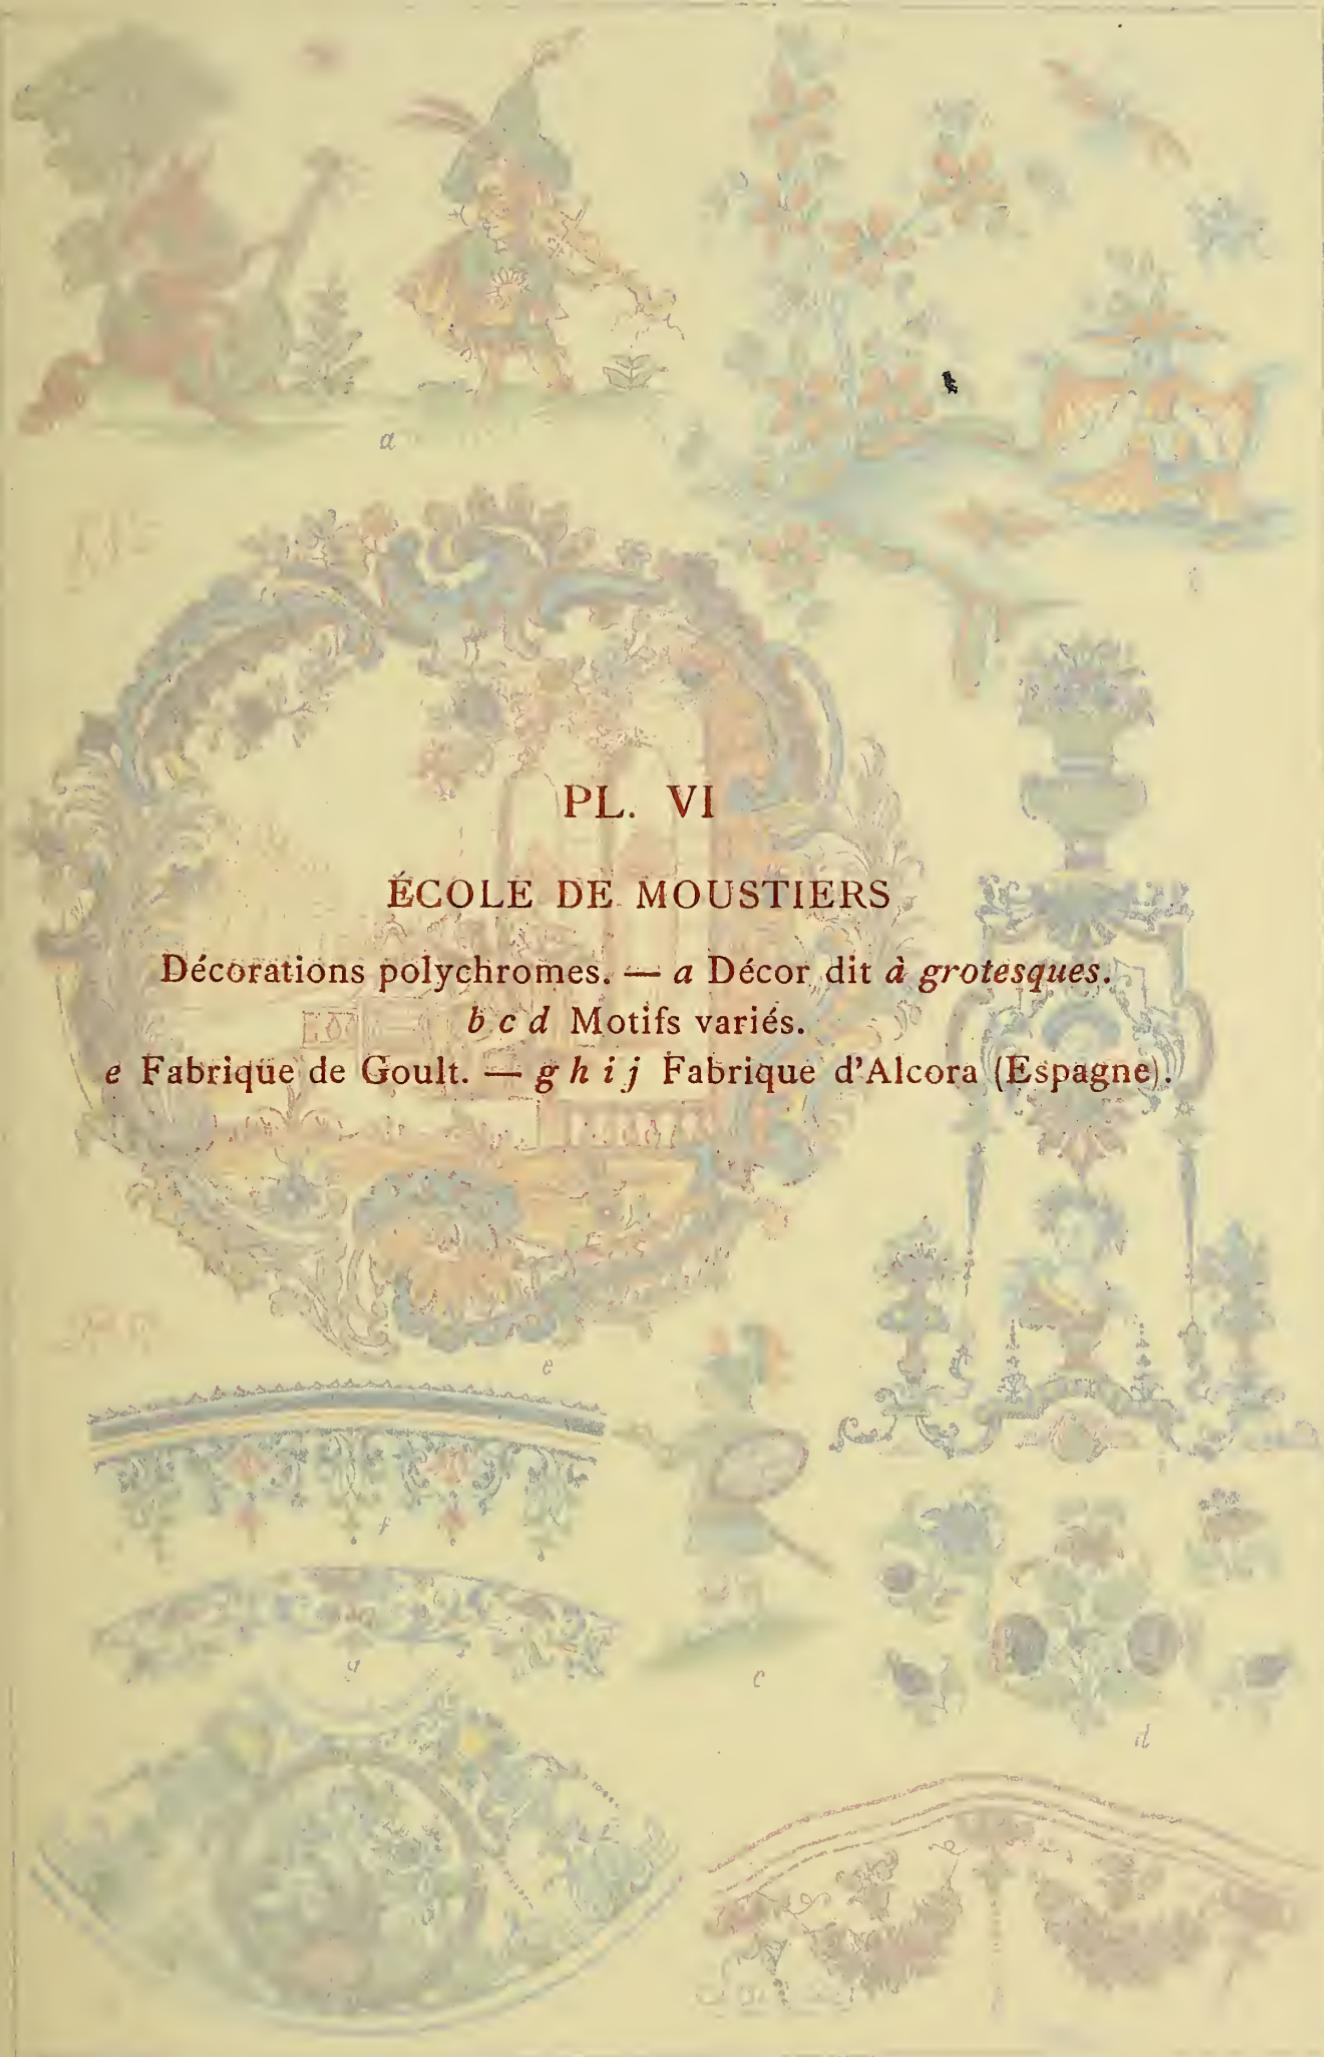 a
PL. VI
ÉCOLE DE MOUSTIERS
Décorations polychromes. — a Décor dit à grotesques.
b c d Motifs variés.
e Fabrique de Goult. — g h i j Fabrique d'Alcora (Espagne).
e
f
g
c
d